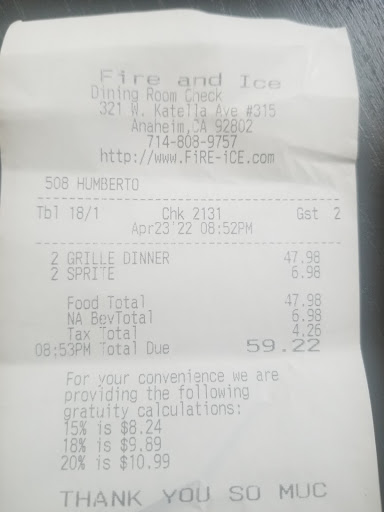 Fire and Ice
Dining Room Check
321 W. Katella Ave #315
Anaheim,CA 92802
714-808-9757
http://www.FiRE-iCE.com
508 HUMBERTO
Tbl 18/1 Chk 2131 Gst 2
Apr23'22 08:52PM
2 GRILLE DINNER 47.98
2 SPRITE 6.98
Food Total 47.98
NA BevTotal 6.98
Tax Total 4.26
08:53PM Total Due 59.22
For your convenience we are
providing the following
gratuity calculations:
15% is $8.24
18% is $9.89
20% is $10.99
THANK YOU SO MUC